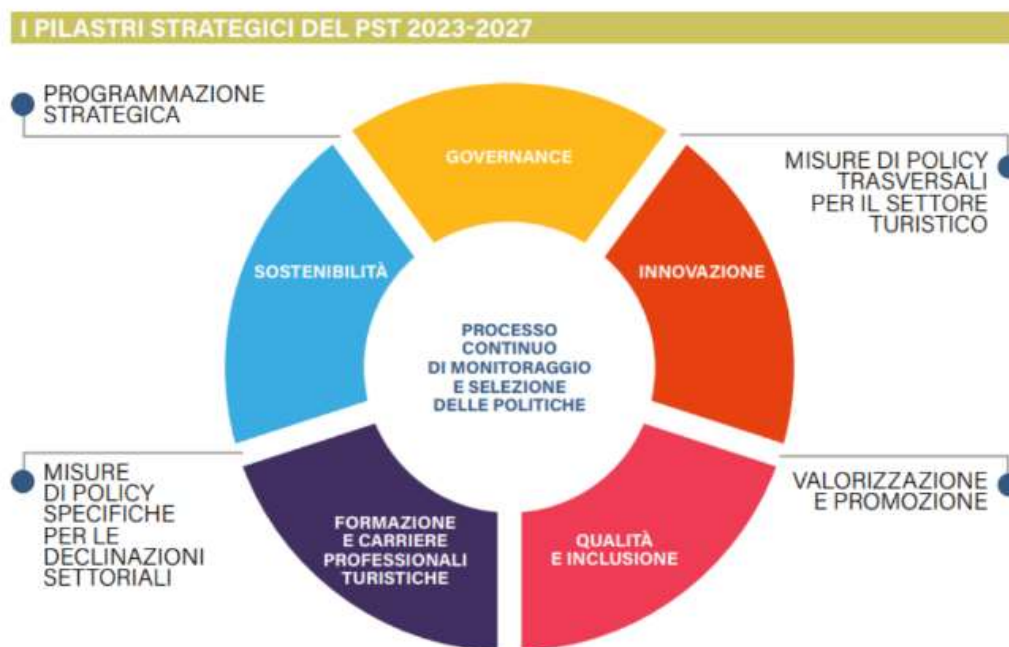 I PILASTRI STRATEGICI DEL PST 2023-2027
PROGRAMMAZIONE
STRATEGICA
GOVERNANCE
MISURE DI POLICY
TRASVERSALI
PER IL SETTORE
TURISTICO
SOSTENIBILITÀ
INNOVAZIONE
PROCESSO
CONTINUO
DI MONITORAGGIO
E SELEZIONE
DELLE POLITICHE
MISURE
DI POLICY
SPECIFICHE
PER LE
DECLINAZIONI
SETTORIALI
VALORIZZAZIONE
E PROMOZIONE
FORMAZIONE
E CARRIERE
PROFESSIONALI
TURISTICHE
QUALITÀ
E INCLUSIONE